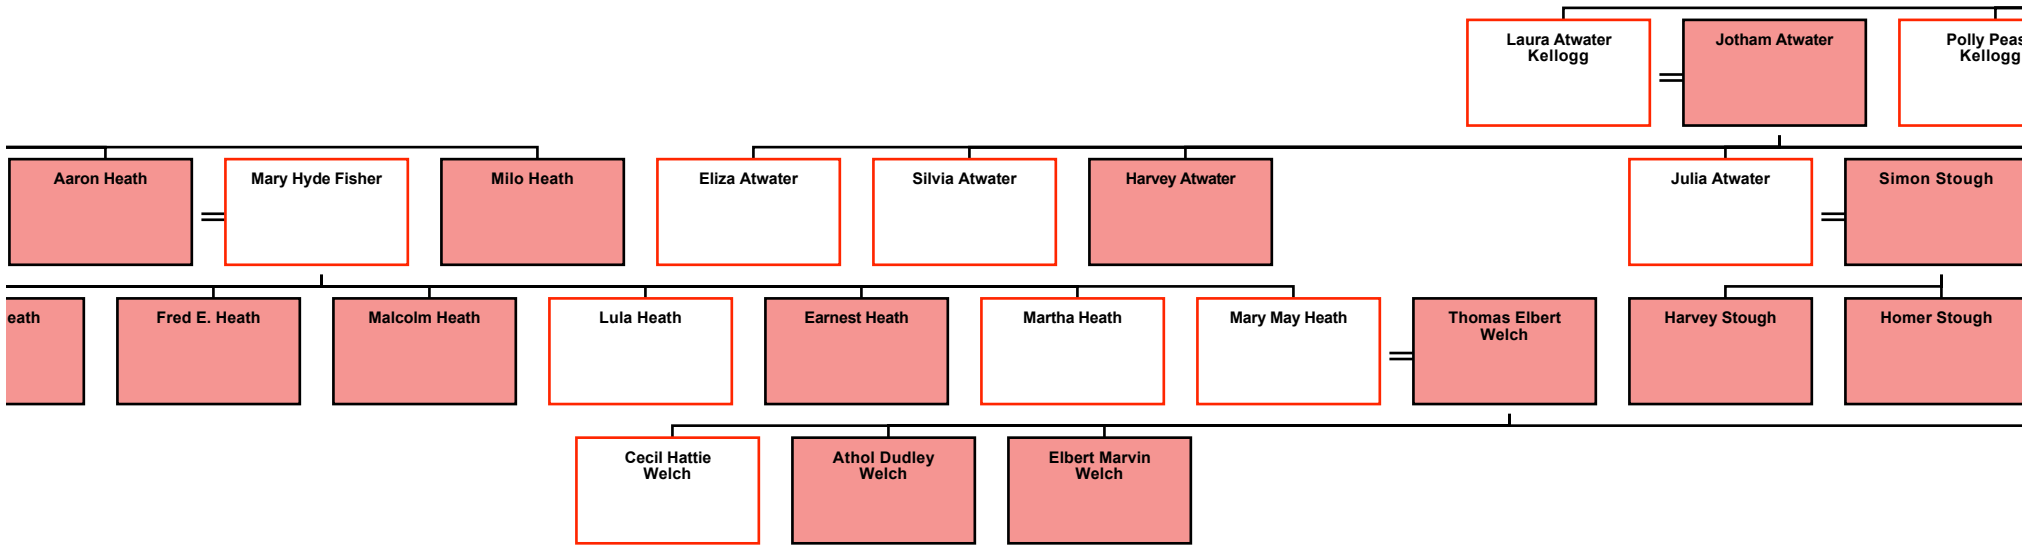 Laura Atwater
Kellogg
Jotham Atwater
Polly
Kellogg
Aaron Heath
Mary Hyde Fisher
Milo Heath
Eliza Atwater
Silvia Atwater
Harvey Atwater
Julia Atwater
Simon Stough
Fred E. Heath
Malcolm Heath
Lula Heath
Earnest Heath
Martha Heath
Mary May Heath
Thomas Elbert
Welch
Harvey Stough
Homer Stough
Cecil Hattie
Welch
Athol Dudley
Welch
Elbert Marvin
Welch